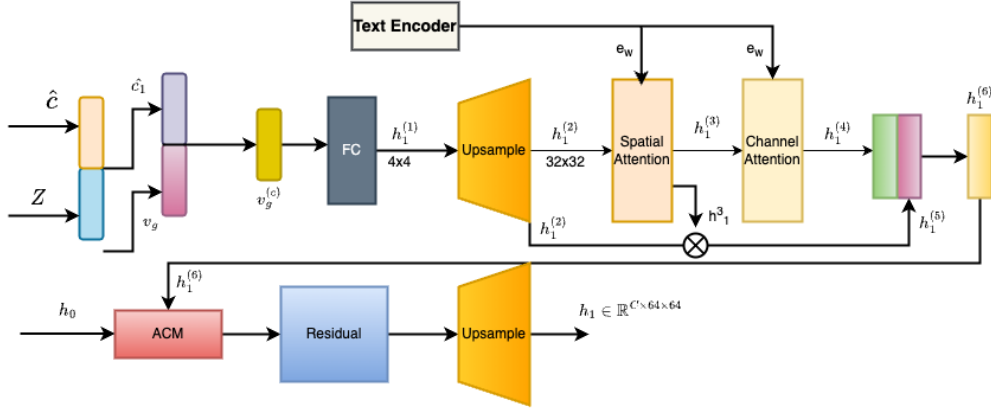 Text Encoder
e_w
e_w
ĉ
ĉ_1
Z
v_g
v_g^{(c)}
FC
h_1^{(1)}
4x4
Upsample
h_1^{(2)}
32x32
Spatial
Attention
h_1^{(3)}
Channel
Attention
h_1^{(4)}
h_1^{(6)}
h_1^{(2)}
h^3_1
h_1^{(5)}
h_0
h_1^{(6)}
ACM
Residual
Upsample
h_1 ∈ ℝ^{C×64×64}